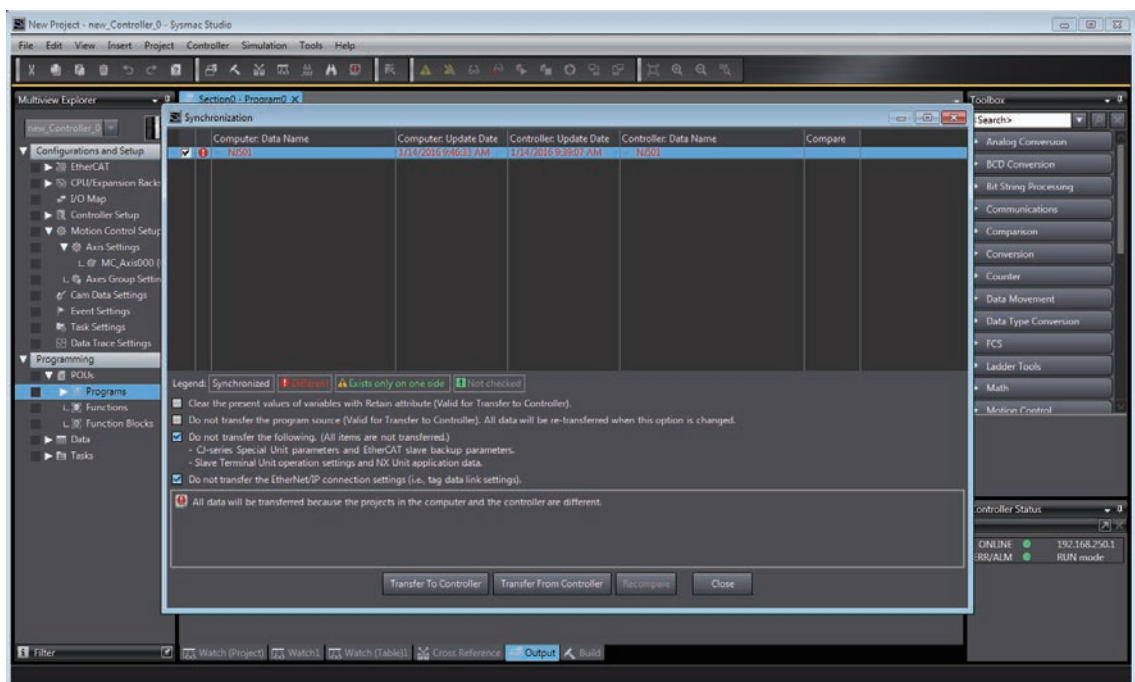 New Project - new_Controller_0 - Sysmac Studio
File Edit View Insert Project Controller Simulation Tools Help
Multiview Explorer
Section0 - Program0 X
Toolbox
new_Controller_0
Synchronization
<Search>
Computer: Data Name Computer: Update Date Controller: Update Date Controller: Data Name Compare
NJ501 1/14/2016 9:46:33 AM 1/14/2016 9:39:07 AM NJ501
Configurations and Setup
EtherCAT
CPU/Expansion Racks
I/O Map
Controller Setup
Motion Control Setup
Axis Settings
MC_Axis000 (
Axes Group Settin
Cam Data Settings
Event Settings
Task Settings
Data Trace Settings
Programming
POUs
Programs
Functions
Function Blocks
Data
Tasks
Analog Conversion
BCD Conversion
Bit String Processing
Communications
Comparison
Conversion
Counter
Data Movement
Data Type Conversion
FCS
Ladder Tools
Math
Motion Control
Legend: Synchronized Different Exists only on one side Not checked
Clear the present values of variables with Retain attribute (Valid for Transfer to Controller).
Do not transfer the program source (Valid for Transfer to Controller). All data will be re-transferred when this option is changed.
Do not transfer the following. (All items are not transferred.)
- CJ-series Special Unit parameters and EtherCAT slave backup parameters.
- Slave Terminal Unit operation settings and NX Unit application data.
Do not transfer the EtherNet/IP connection settings (i.e., tag data link settings).
All data will be transferred because the projects in the computer and the controller are different.
Transfer To Controller Transfer From Controller Recompare Close
Controller Status
ONLINE 192.168.250.1
ERR/ALM RUN mode
Filter
Watch (Project) Watch1 Watch (Table)1 Cross Reference Output Build